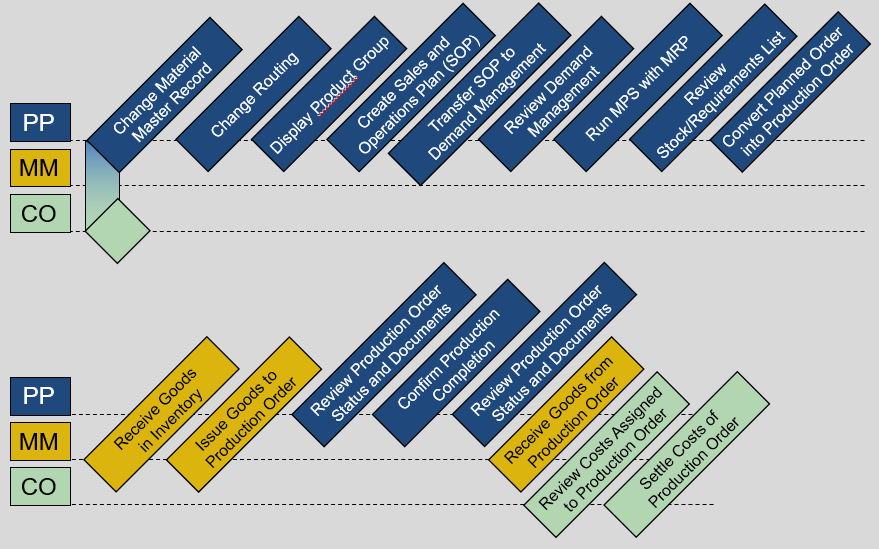 PP
MM
CO
Change Material
Master Record
Change Routing
Display Product Group
Create Sales and
Operations Plan (SOP)
Transfer SOP to
Demand Management
Review Demand
Management
Run MPS with MRP
Review
Stock/Requirements List
Convert Planned Order
into Production Order
PP
MM
CO
Receive Goods
in Inventory
Issue Goods to
Production Order
Review Production Order
Status and Documents
Confirm Production
Completion
Review Production Order
Status and Documents
Receive Goods from
Production Order
Review Costs Assigned
to Production Order
Settle Costs of
Production Order